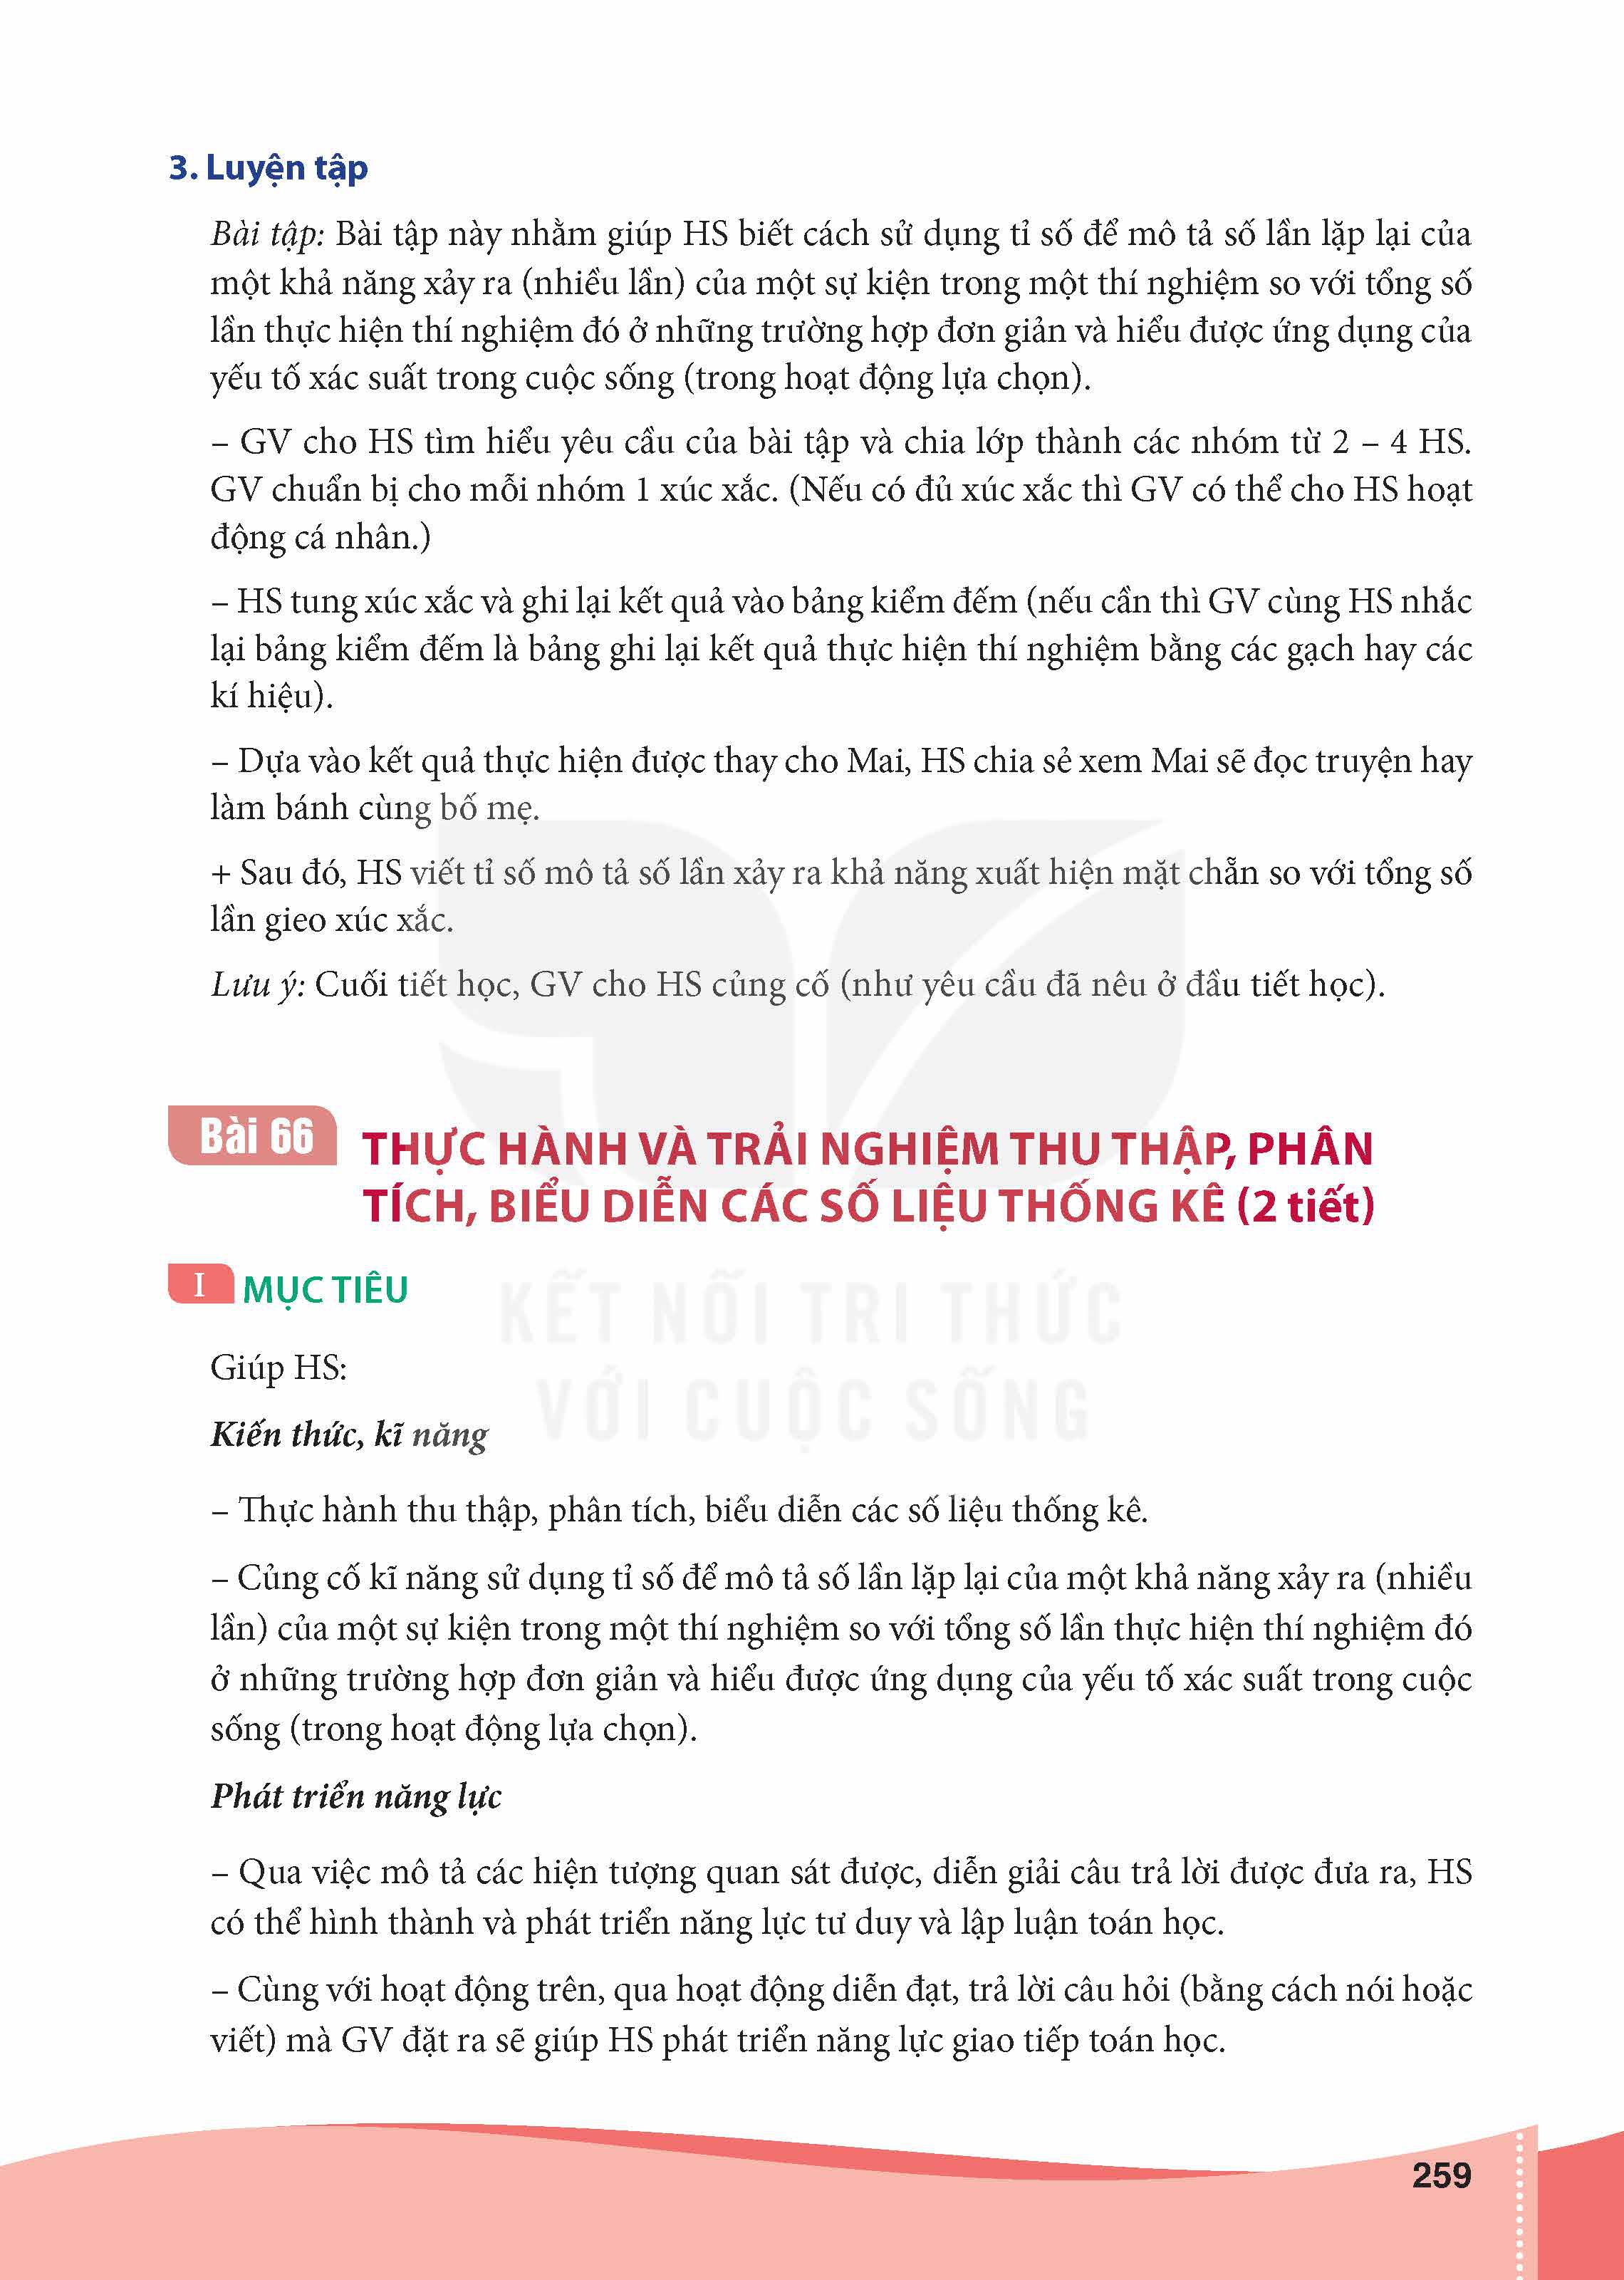 3. Luyện tập
Bài tập: Bài tập này nhằm giúp HS biết cách sử dụng tỉ số để mô tả số lần lặp lại của
một khả năng xảy ra (nhiều lần) của một sự kiện trong một thí nghiệm so với tổng số
lần thực hiện thí nghiệm đó ở những trường hợp đơn giản và hiểu được ứng dụng của
yếu tố xác suất trong cuộc sống (trong hoạt động lựa chọn).
– GV cho HS tìm hiểu yêu cầu của bài tập và chia lớp thành các nhóm từ 2 – 4 HS.
GV chuẩn bị cho mỗi nhóm 1 xúc xắc. (Nếu có đủ xúc xắc thì GV có thể cho HS hoạt
động cá nhân.)
– HS tung xúc xắc và ghi lại kết quả vào bảng kiểm đếm (nếu cần thì GV cùng HS nhắc
lại bảng kiểm đếm là bảng ghi lại kết quả thực hiện thí nghiệm bằng các gạch hay các
kí hiệu).
– Dựa vào kết quả thực hiện được thay cho Mai, HS chia sẻ xem Mai sẽ đọc truyện hay
làm bánh cùng bố mẹ.
+ Sau đó, HS viết tỉ số mô tả số lần xảy ra khả năng xuất hiện mặt chẵn so với tổng số
lần gieo xúc xắc.
Lưu ý: Cuối tiết học, GV cho HS củng cố (như yêu cầu đã nêu ở đầu tiết học).
Bài 66
THỰC HÀNH VÀ TRẢI NGHIỆM THU THẬP, PHÂN
TÍCH, BIỂU DIỄN CÁC SỐ LIỆU THỐNG KÊ (2 tiết)
I MỤC TIÊU
KẾT NỐI TRI THỨC
Giúp HS:
VỚI CUỘC SỐNG
Kiến thức, kĩ năng
– Thực hành thu thập, phân tích, biểu diễn các số liệu thống kê.
– Củng cố kĩ năng sử dụng tỉ số để mô tả số lần lặp lại của một khả năng xảy ra (nhiều
lần) của một sự kiện trong một thí nghiệm so với tổng số lần thực hiện thí nghiệm đó
ở những trường hợp đơn giản và hiểu được ứng dụng của yếu tố xác suất trong cuộc
sống (trong hoạt động lựa chọn).
Phát triển năng lực
– Qua việc mô tả các hiện tượng quan sát được, diễn giải câu trả lời được đưa ra, HS
có thể hình thành và phát triển năng lực tư duy và lập luận toán học.
– Cùng với hoạt động trên, qua hoạt động diễn đạt, trả lời câu hỏi (bằng cách nói hoặc
viết) mà GV đặt ra sẽ giúp HS phát triển năng lực giao tiếp toán học.
259